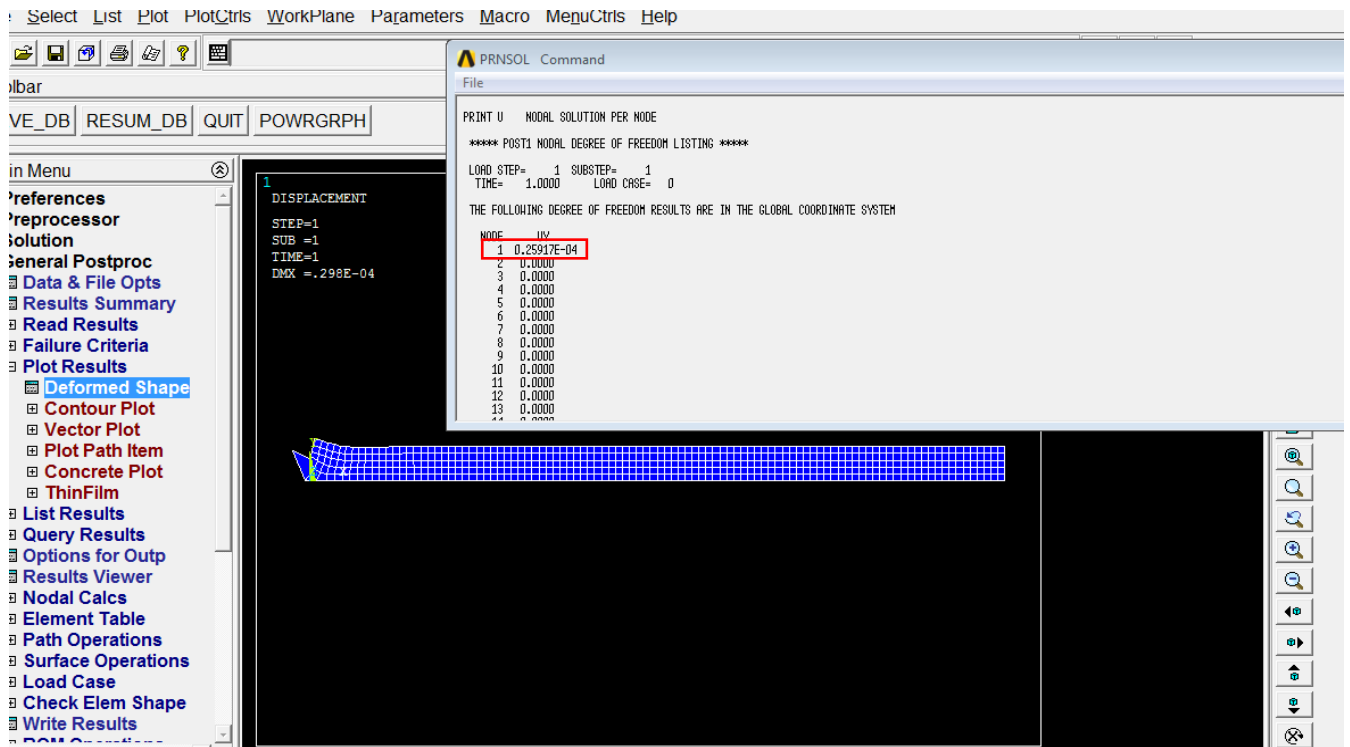 : Select List Plot PlotCtrls WorkPlane Parameters Macro MenuCtrls Help
olbar
VE_DB RESUM_DB QUIT POWRGRPH
in Menu
Preferences
Preprocessor
Solution
General Postproc
Data & File Opts
Results Summary
Read Results
Failure Criteria
Plot Results
Deformed Shape
Contour Plot
Vector Plot
Plot Path Item
Concrete Plot
ThinFilm
List Results
Query Results
Options for Outp
Results Viewer
Nodal Calcs
Element Table
Path Operations
Surface Operations
Load Case
Check Elem Shape
Write Results
ROM Operations
1
DISPLACEMENT
STEP=1
SUB =1
TIME=1
DMX =.298E-04
X
PRNSOL Command
File
PRINT U NODAL SOLUTION PER NODE
***** POST1 NODAL DEGREE OF FREEDOM LISTING *****
LOAD STEP= 1 SUBSTEP= 1
TIME= 1.0000 LOAD CASE= 0
THE FOLLOWING DEGREE OF FREEDOM RESULTS ARE IN THE GLOBAL COORDINATE SYSTEM
NODE UY
1 0.25917E-04
2 0.0000
3 0.0000
4 0.0000
5 0.0000
6 0.0000
7 0.0000
8 0.0000
9 0.0000
10 0.0000
11 0.0000
12 0.0000
13 0.0000
14 0.0000